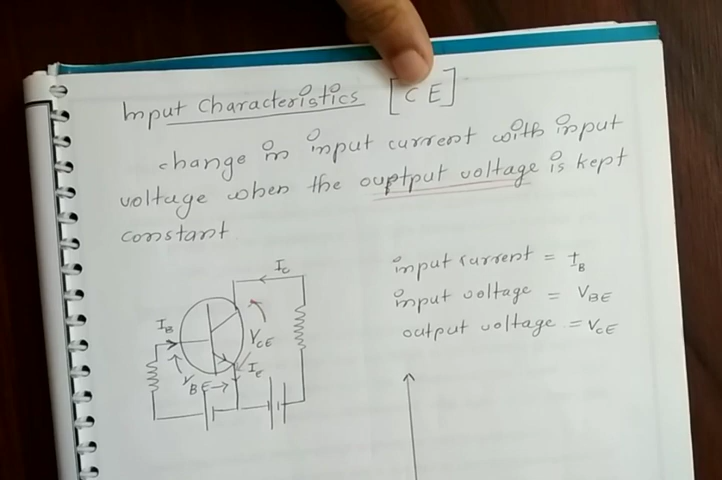 Input Characteristics [CE]
change in input current with input
voltage when the ouptput voltage is kept
constant
input current = IB
input voltage = VBE
output voltage = VCE
IC
IB
VCE
IE
VBE